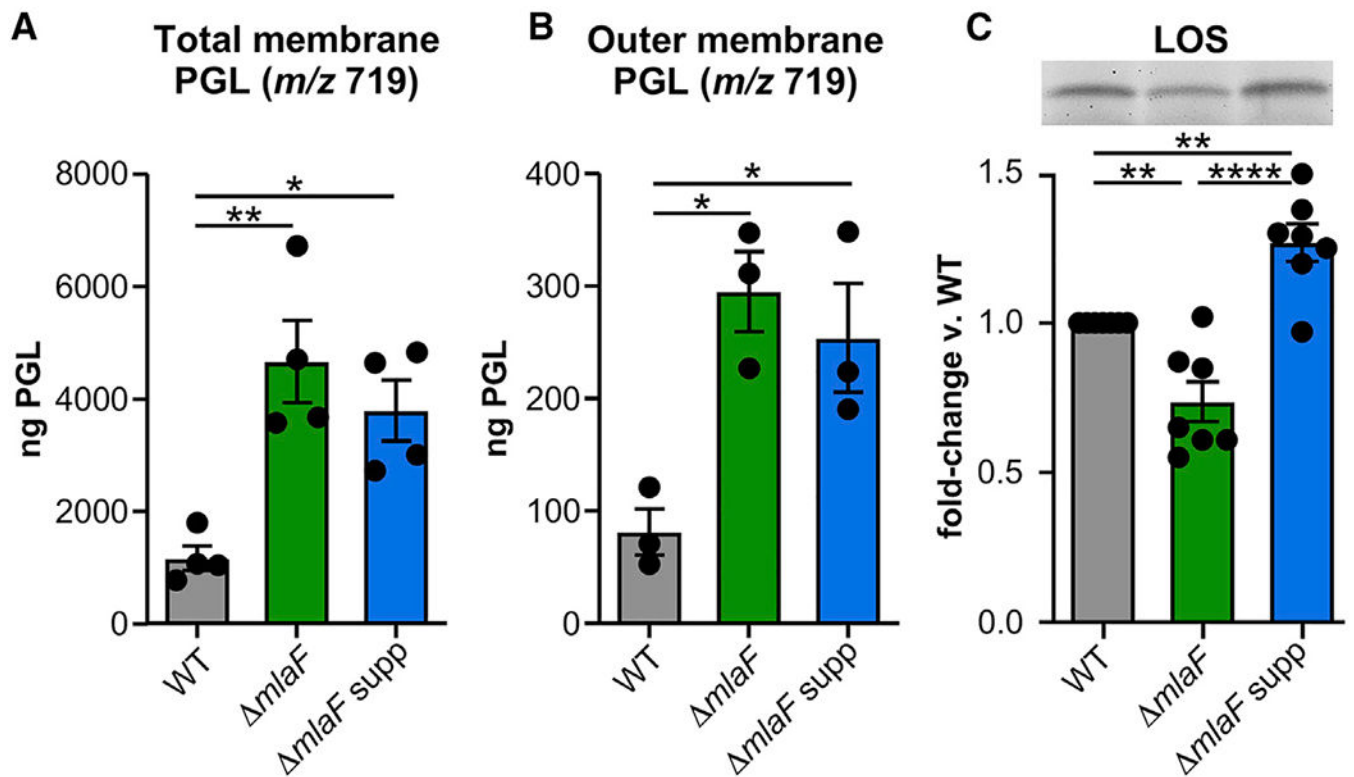 A
Total membrane
PGL (m/z 719)
8000
6000
4000
2000
0
ng PGL
*
**
WT
ΔmlaF
ΔmlaF supp
B
Outer membrane
PGL (m/z 719)
400
300
200
100
0
ng PGL
*
*
WT
ΔmlaF
ΔmlaF supp
C
LOS
**
** ****
1.5
1.0
0.5
0.0
fold-change v. WT
WT
ΔmlaF
ΔmlaF supp